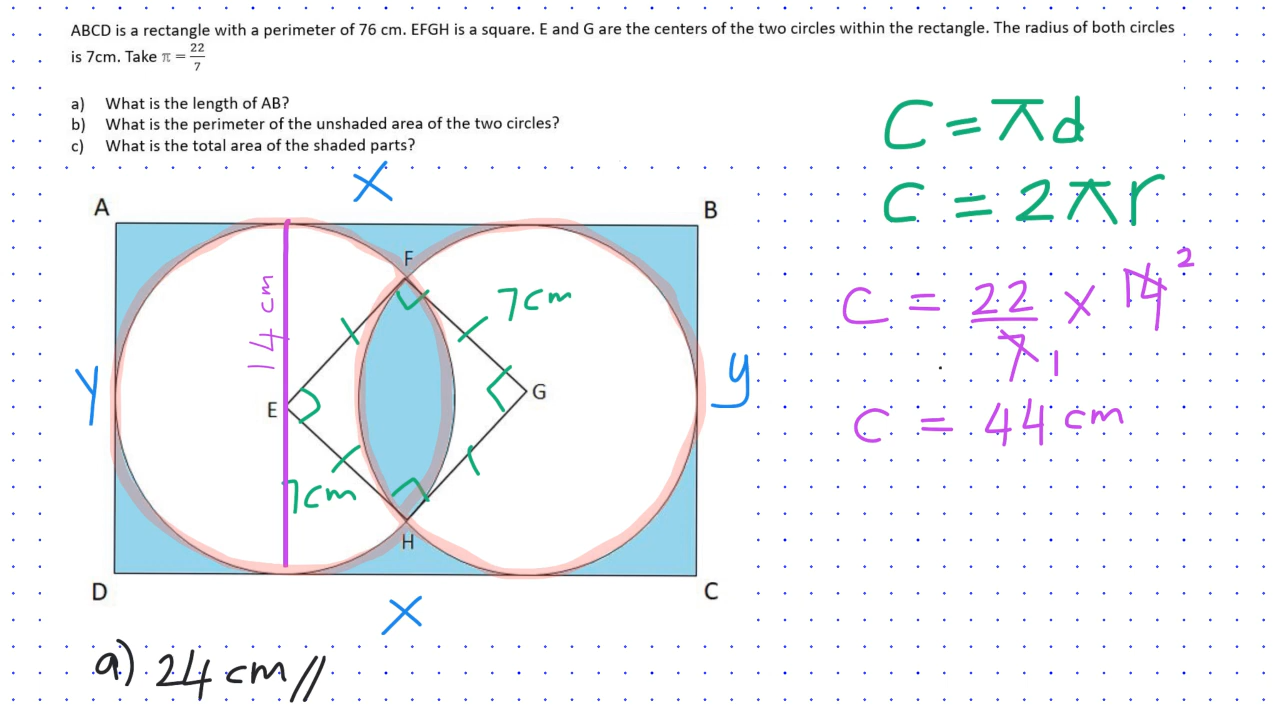 ABCD is a rectangle with a perimeter of 76 cm. EFGH is a square. E and G are the centers of the two circles within the rectangle. The radius of both circles
is 7cm. Take π = 22/7
a) What is the length of AB?
b) What is the perimeter of the unshaded area of the two circles?
c) What is the total area of the shaded parts?
C = πd
C = 2πr
C = 22/7 1 × 14 2
C = 44 cm
x
A
B
F
14 cm
7cm
y
E
G
y
7cm
H
D
C
x
a) 24 cm //